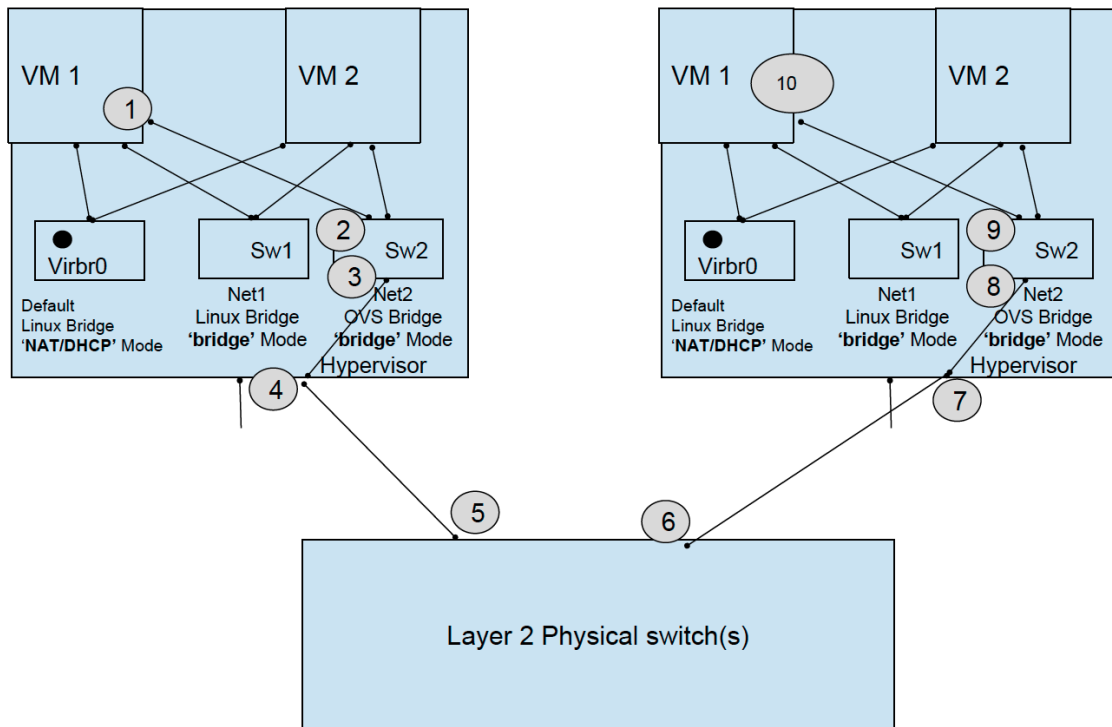 VM 1
VM 2
1
2
Sw1
Sw2
Virbr0
3
Default
Linux Bridge
‘NAT/DHCP’ Mode
Net1
Linux Bridge
‘bridge’ Mode
Net2
OVS Bridge
‘bridge’ Mode
Hypervisor
4
VM 1
VM 2
10
9
Sw1
Sw2
Virbr0
8
Default
Linux Bridge
‘NAT/DHCP’ Mode
Net1
Linux Bridge
‘bridge’ Mode
Net2
OVS Bridge
‘bridge’ Mode
Hypervisor
7
5
6
Layer 2 Physical switch(s)